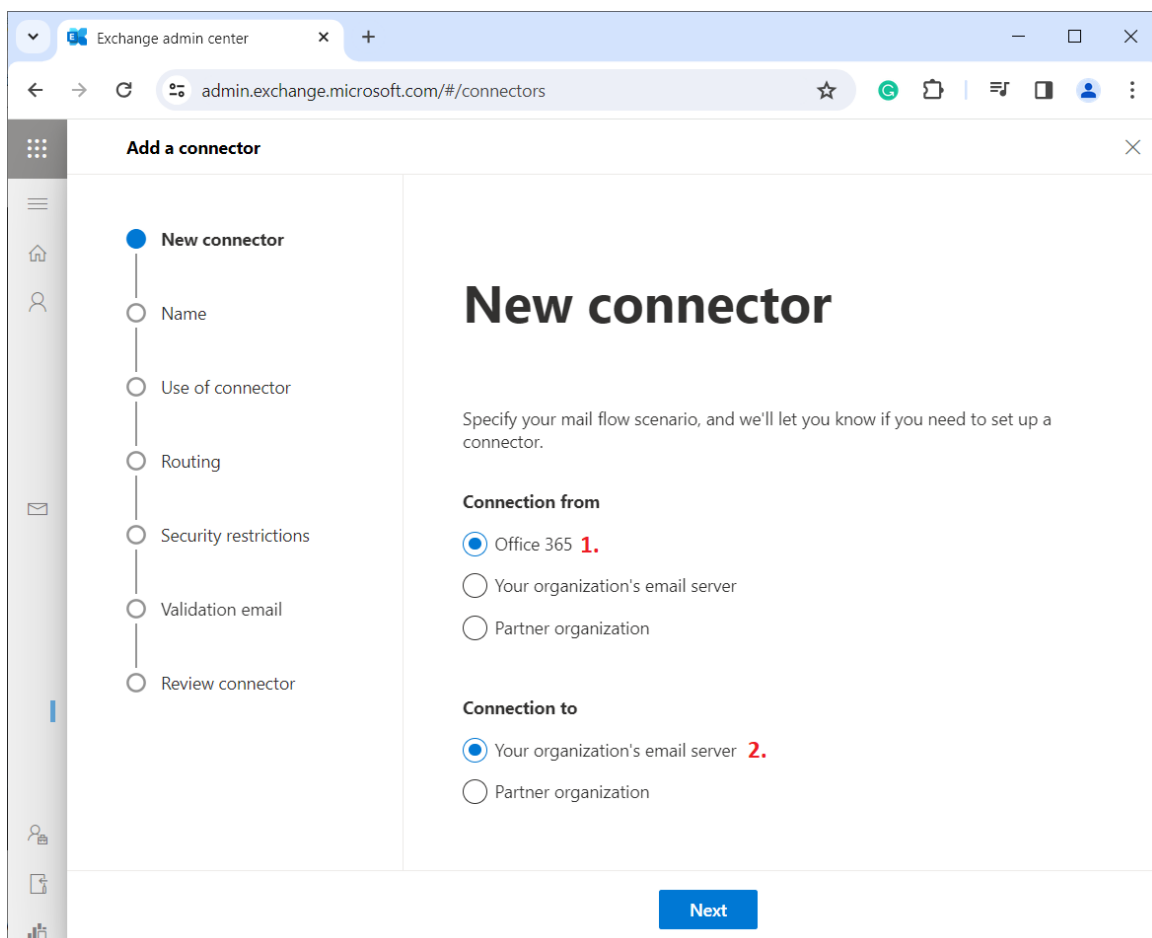 Exchange admin center
admin.exchange.microsoft.com/#/connectors
Add a connector
New connector
Name
Use of connector
Routing
Security restrictions
Validation email
Review connector
New connector
Specify your mail flow scenario, and we'll let you know if you need to set up a
connector.
Connection from
Office 365 1.
Your organization's email server
Partner organization
Connection to
Your organization's email server 2.
Partner organization
Next